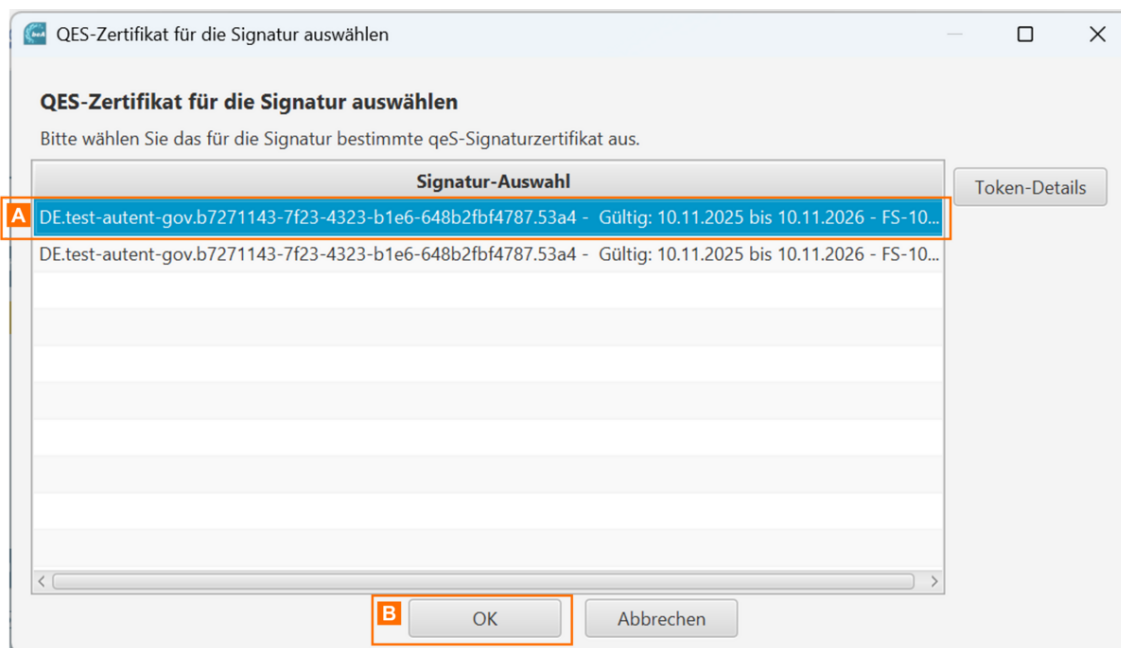 QES-Zertifikat für die Signatur auswählen
QES-Zertifikat für die Signatur auswählen
Bitte wählen Sie das für die Signatur bestimmte qeS-Signaturzertifikat aus.
Signatur-Auswahl
Token-Details
A DE.test-autent-gov.b7271143-7f23-4323-b1e6-648b2fbf4787.53a4 - Gültig: 10.11.2025 bis 10.11.2026 - FS-10...
DE.test-autent-gov.b7271143-7f23-4323-b1e6-648b2fbf4787.53a4 - Gültig: 10.11.2025 bis 10.11.2026 - FS-10...
B OK Abbrechen